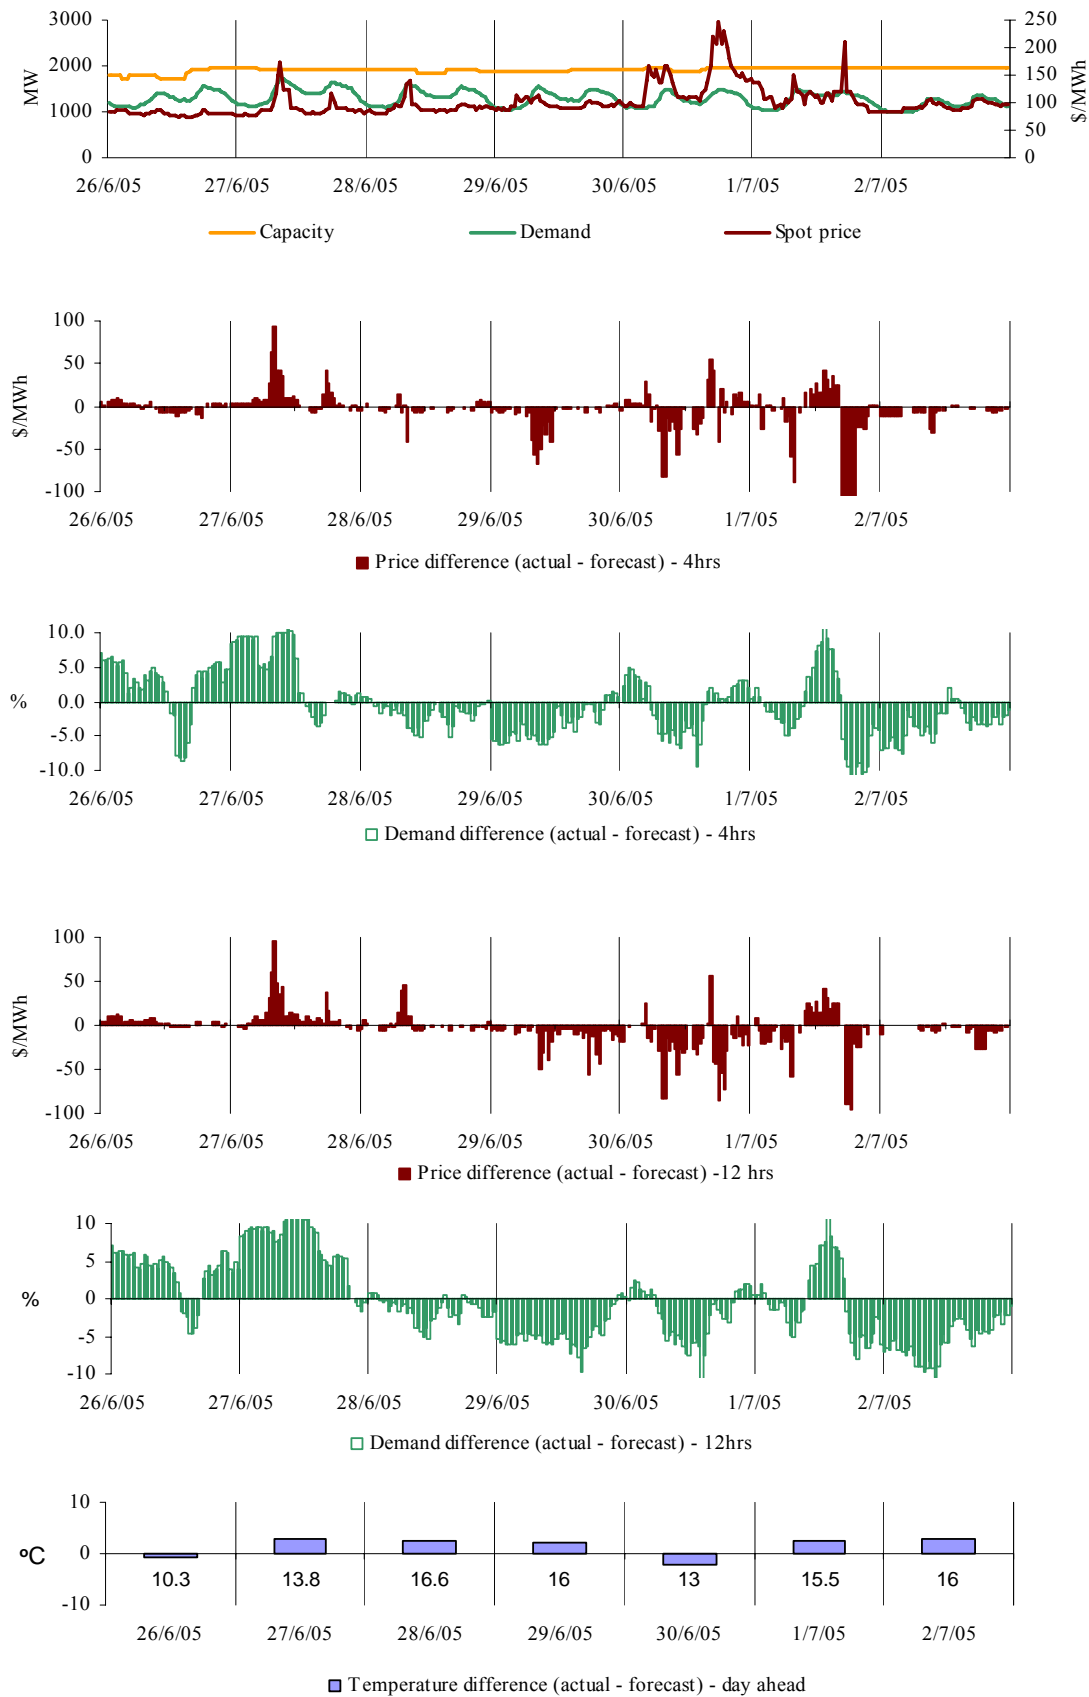 3000 250
200
2000 150
MW $/MWh
1000 100
50
0 0
26/6/05 27/6/05 28/6/05 29/6/05 30/6/05 1/7/05 2/7/05
Capacity Demand Spot price
100
50
$/MWh
0
-50
-100
26/6/05 27/6/05 28/6/05 29/6/05 30/6/05 1/7/05 2/7/05
Price difference (actual - forecast) - 4hrs
10.0
5.0
% 0.0
-5.0
-10.0
26/6/05 27/6/05 28/6/05 29/6/05 30/6/05 1/7/05 2/7/05
Demand difference (actual - forecast) - 4hrs
100
50
$/MWh
0
-50
-100
26/6/05 27/6/05 28/6/05 29/6/05 30/6/05 1/7/05 2/7/05
Price difference (actual - forecast) -12 hrs
10
5
% 0
-5
-10
26/6/05 27/6/05 28/6/05 29/6/05 30/6/05 1/7/05 2/7/05
Demand difference (actual - forecast) - 12hrs
10
ºC 0
10.3 13.8 16.6 16 13 15.5 16
-10
26/6/05 27/6/05 28/6/05 29/6/05 30/6/05 1/7/05 2/7/05
Temperature difference (actual - forecast) - day ahead